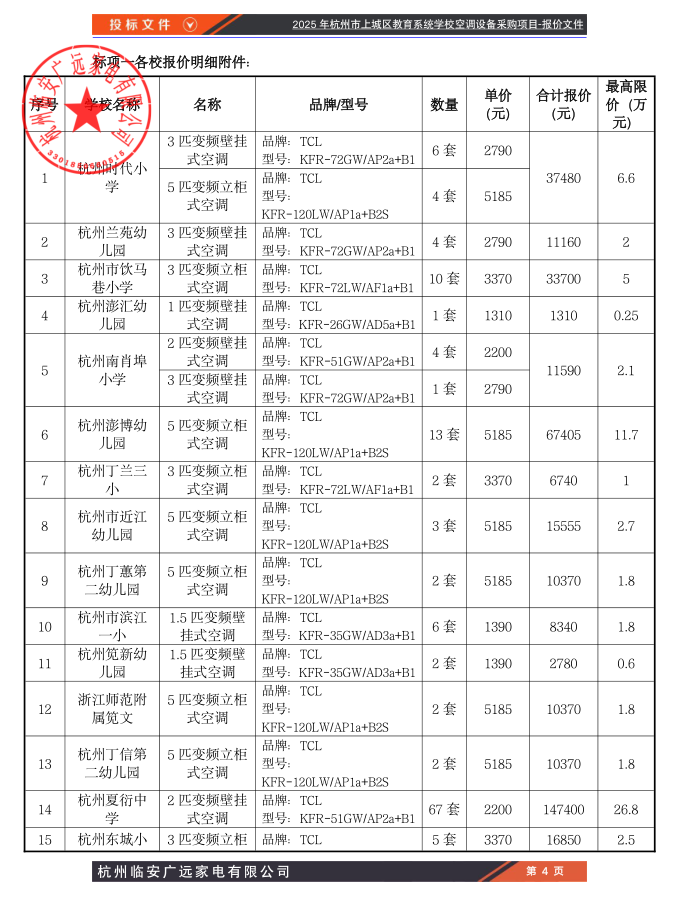 投标文件
2025 年杭州市上城区教育系统学校空调设备采购项目-报价文件
标项一各校报价明细附件：
序号 学校名称 名称 品牌/型号 数量 单价（元） 合计报价（元） 最高限价（万元）
1 杭州时代小学 3 匹变频壁挂式空调 品牌：TCL 型号：KFR-72GW/AP2a+B1 6 套 2790 37480 6.6
5 匹变频立柜式空调 品牌：TCL 型号：KFR-120LW/AP1a+B2S 4 套 5185
2 杭州兰苑幼儿园 3 匹变频壁挂式空调 品牌：TCL 型号：KFR-72GW/AP2a+B1 4 套 2790 11160 2
3 杭州市饮马巷小学 3 匹变频立柜式空调 品牌：TCL 型号：KFR-72LW/AF1a+B1 10 套 3370 33700 5
4 杭州澎汇幼儿园 1 匹变频壁挂式空调 品牌：TCL 型号：KFR-26GW/AD5a+B1 1 套 1310 1310 0.25
5 杭州南肖埠小学 2 匹变频壁挂式空调 品牌：TCL 型号：KFR-51GW/AP2a+B1 4 套 2200 11590 2.1
3 匹变频壁挂式空调 品牌：TCL 型号：KFR-72GW/AP2a+B1 1 套 2790
6 杭州澎博幼儿园 5 匹变频立柜式空调 品牌：TCL 型号：KFR-120LW/AP1a+B2S 13 套 5185 67405 11.7
7 杭州丁兰三小 3 匹变频立柜式空调 品牌：TCL 型号：KFR-72LW/AF1a+B1 2 套 3370 6740 1
8 杭州市近江幼儿园 5 匹变频立柜式空调 品牌：TCL 型号：KFR-120LW/AP1a+B2S 3 套 5185 15555 2.7
9 杭州丁蕙第二幼儿园 5 匹变频立柜式空调 品牌：TCL 型号：KFR-120LW/AP1a+B2S 2 套 5185 10370 1.8
10 杭州市滨江一小 1.5 匹变频壁挂式空调 品牌：TCL 型号：KFR-35GW/AD3a+B1 6 套 1390 8340 1.8
11 杭州笕新幼儿园 1.5 匹变频壁挂式空调 品牌：TCL 型号：KFR-35GW/AD3a+B1 2 套 1390 2780 0.6
12 浙江师范附属笕文 5 匹变频立柜式空调 品牌：TCL 型号：KFR-120LW/AP1a+B2S 2 套 5185 10370 1.8
13 杭州丁信第二幼儿园 5 匹变频立柜式空调 品牌：TCL 型号：KFR-120LW/AP1a+B2S 2 套 5185 10370 1.8
14 杭州夏衍中学 2 匹变频壁挂式空调 品牌：TCL 型号：KFR-51GW/AP2a+B1 67 套 2200 147400 26.8
15 杭州东城小 3 匹变频立柜 品牌：TCL 5 套 3370 16850 2.5
杭州临安广远家电有限公司
杭州临安广远家电有限公司
第 4 页